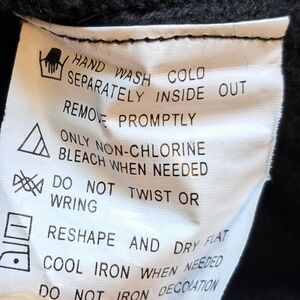 HAND WASH COLD
SEPARATELY INSIDE OUT
REMOVE PROMPTLY
ONLY NON-CHLORINE
BLEACH WHEN NEEDED
DO NOT TWIST OR
WRING
RESHAPE AND DRY FLAT
COOL IRON WHEN NEEDED
DO NOT IRON DECORATION